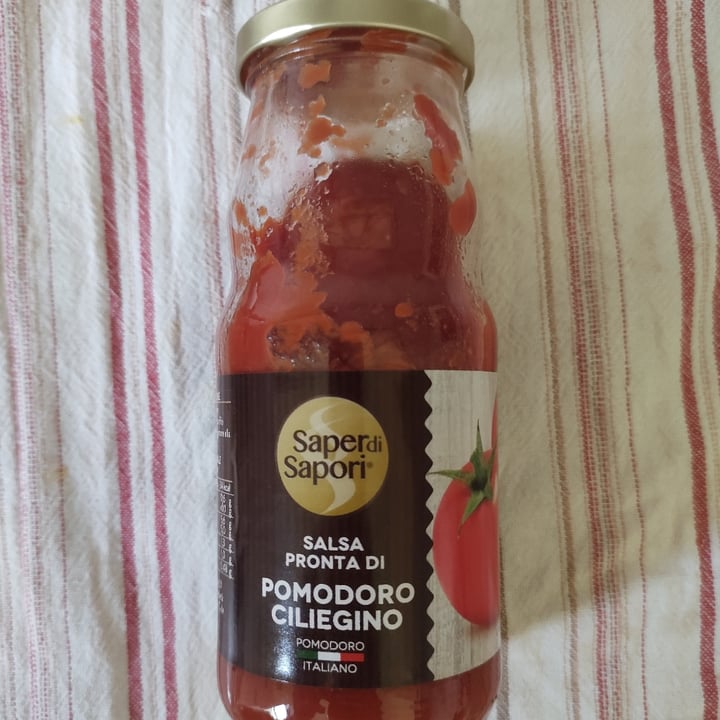 Saper di
Sapori®
SALSA
PRONTA DI
POMODORO
CILIEGINO
POMODORO
ITALIANO